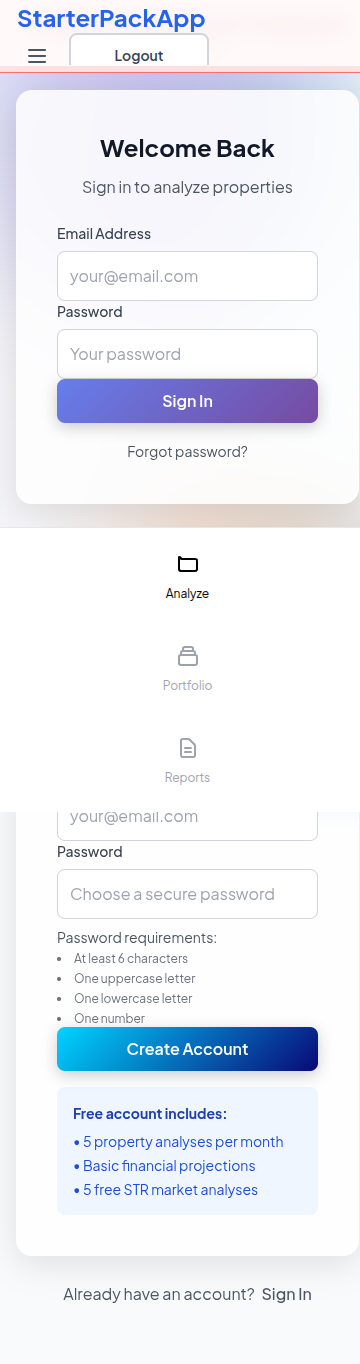 StarterPackApp
Logout
Welcome Back
Sign in to analyze properties
Email Address
your@email.com
Password
Your password
Sign In
Forgot password?
Analyze
Portfolio
Reports
your@email.com
Password
Choose a secure password
Password requirements:
• At least 6 characters
• One uppercase letter
• One lowercase letter
• One number
Create Account
Free account includes:
• 5 property analyses per month
• Basic financial projections
• 5 free STR market analyses
Already have an account? Sign In